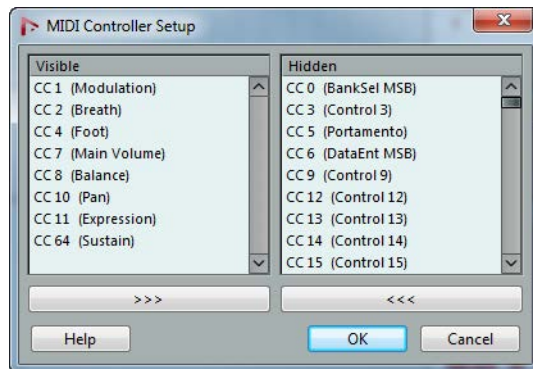 MIDI Controller Setup
Visible
CC 1 (Modulation)
CC 2 (Breath)
CC 4 (Foot)
CC 7 (Main Volume)
CC 8 (Balance)
CC 10 (Pan)
CC 11 (Expression)
CC 64 (Sustain)
>>>
Hidden
CC 0 (BankSel MSB)
CC 3 (Control 3)
CC 5 (Portamento)
CC 6 (DataEnt MSB)
CC 9 (Control 9)
CC 12 (Control 12)
CC 13 (Control 13)
CC 14 (Control 14)
CC 15 (Control 15)
<<<
Help
OK
Cancel